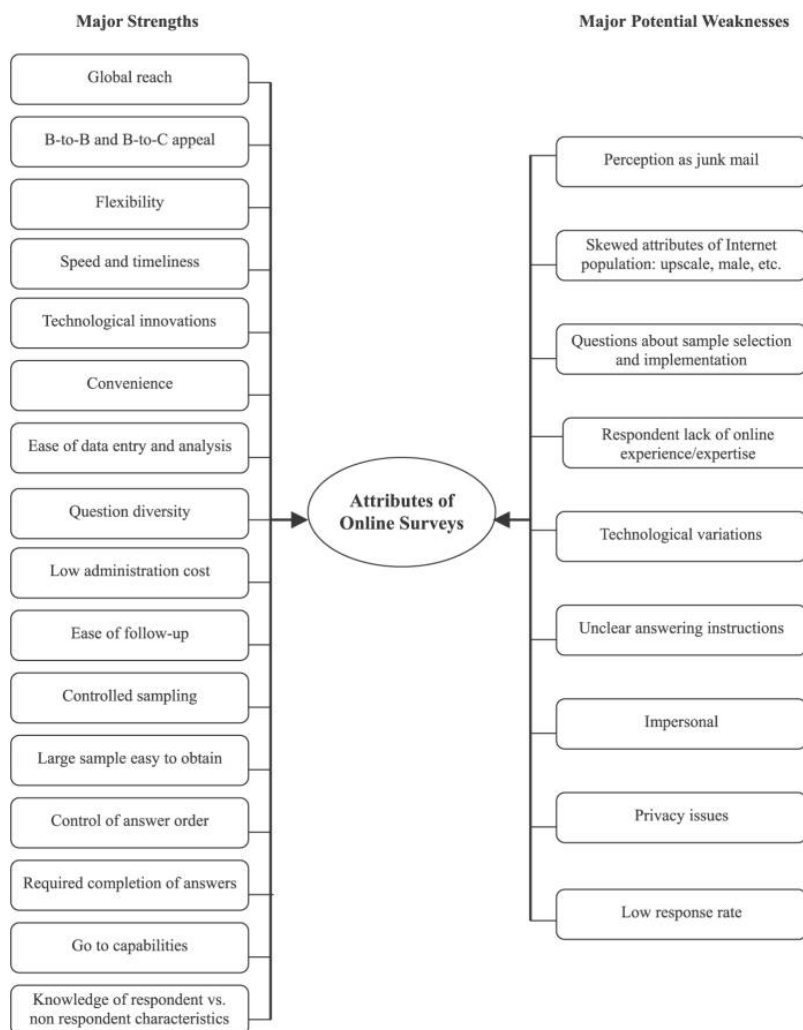 Major Strengths
Global reach
B-to-B and B-to-C appeal
Flexibility
Speed and timeliness
Technological innovations
Convenience
Ease of data entry and analysis
Question diversity
Low administration cost
Ease of follow-up
Controlled sampling
Large sample easy to obtain
Control of answer order
Required completion of answers
Go to capabilities
Knowledge of respondent vs.
non respondent characteristics
Attributes of
Online Surveys
Major Potential Weaknesses
Perception as junk mail
Skewed attributes of Internet
population: upscale, male, etc.
Questions about sample selection
and implementation
Respondent lack of online
experience/expertise
Technological variations
Unclear answering instructions
Impersonal
Privacy issues
Low response rate